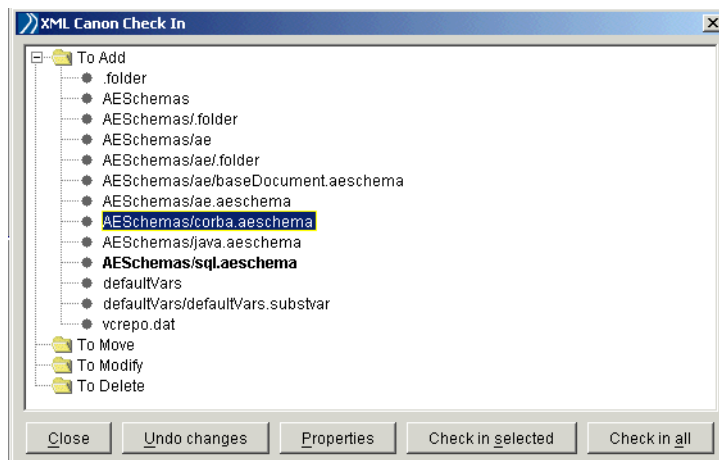 XML Canon Check In
To Add
.folder
AESchemas
AESchemas/.folder
AESchemas/ae
AESchemas/ae/.folder
AESchemas/ae/baseDocument.aeschema
AESchemas/ae.aeschema
AESchemas/corba.aeschema
AESchemas/java.aeschema
AESchemas/sql.aeschema
defaultVars
defaultVars/defaultVars.substvar
vcrepo.dat
To Move
To Modify
To Delete
Close Undo changes Properties Check in selected Check in all